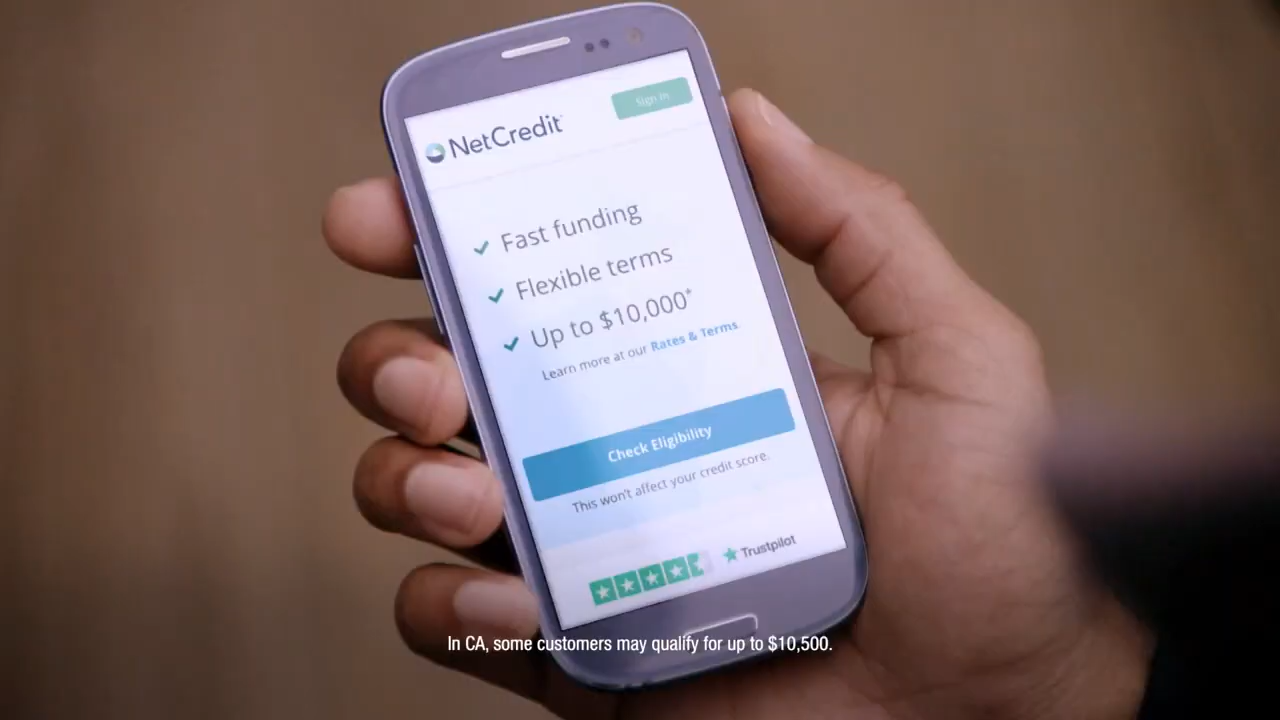 NetCredit
Sign In
Fast funding
Flexible terms
Up to $10,000*
Learn more at our Rates & Terms
Check Eligibility
This won't affect your credit score.
Trustpilot
In CA, some customers may qualify for up to $10,500.